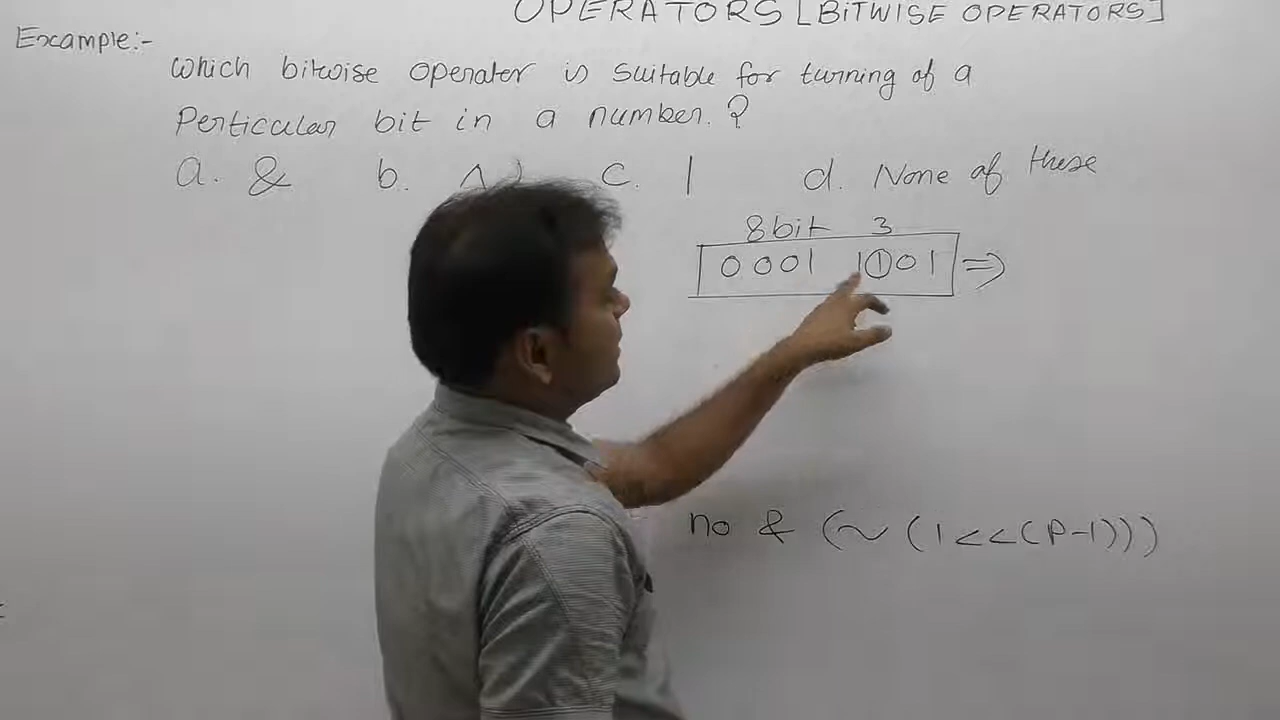 OPERATORS [BITWISE OPERATORS]
Example:-
Which bitwise operater is suitable for turning of a
Perticular bit in a number.?
a. & b. ^ c. | d. None of these
8bit 3
0001 1101 =>
no & (~(1<<(P-1)))